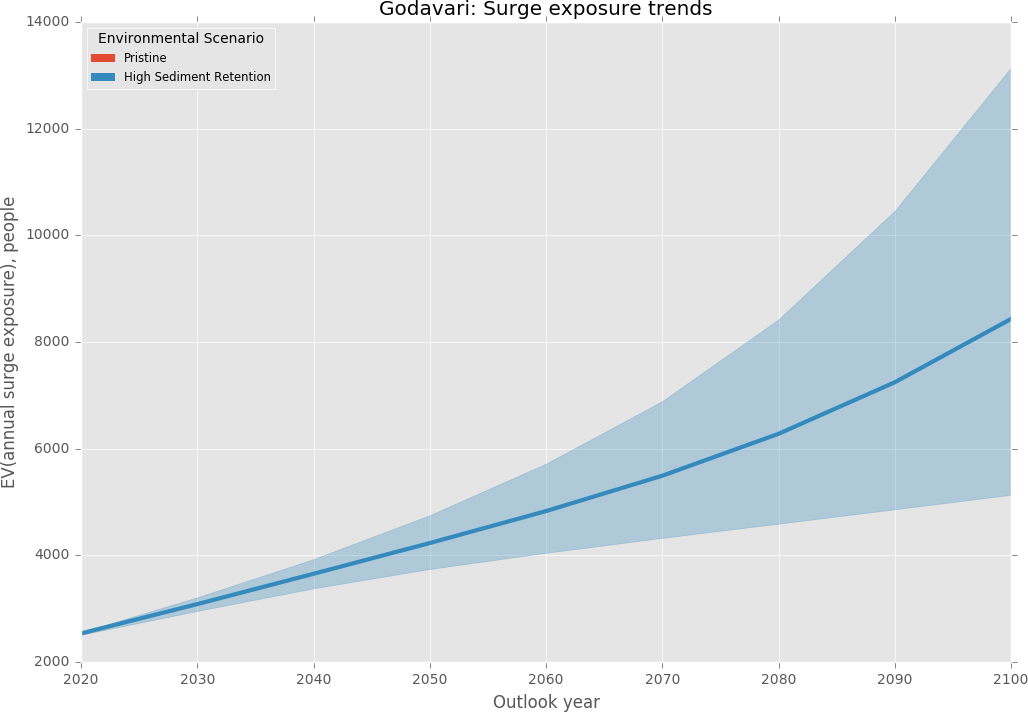 Godavari: Surge exposure trends
Environmental Scenario
Pristine
High Sediment Retention
EV(annual surge exposure), people
14000
12000
10000
8000
6000
4000
2000
2020 2030 2040 2050 2060 2070 2080 2090 2100
Outlook year